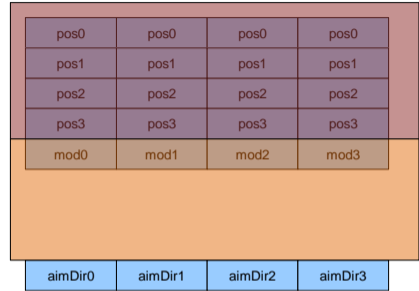 pos0 pos0 pos0 pos0
pos1 pos1 pos1 pos1
pos2 pos2 pos2 pos2
pos3 pos3 pos3 pos3
mod0 mod1 mod2 mod3
aimDir0 aimDir1 aimDir2 aimDir3